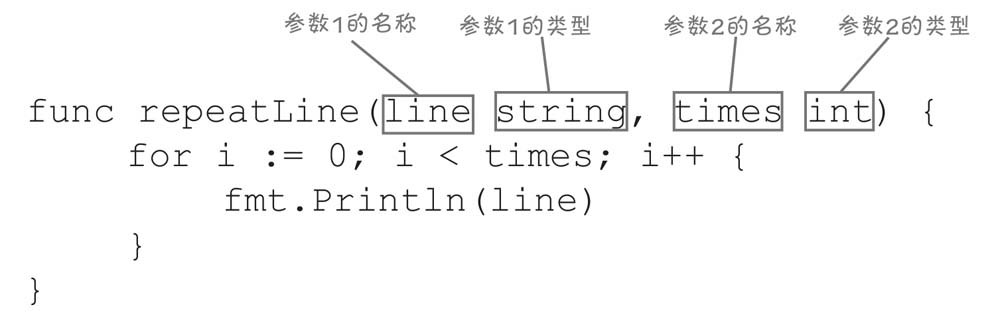 参数1的名称 参数1的类型 参数2的名称 参数2的类型
func repeatLine(line string, times int) {
for i := 0; i < times; i++ {
fmt.Println(line)
}
}